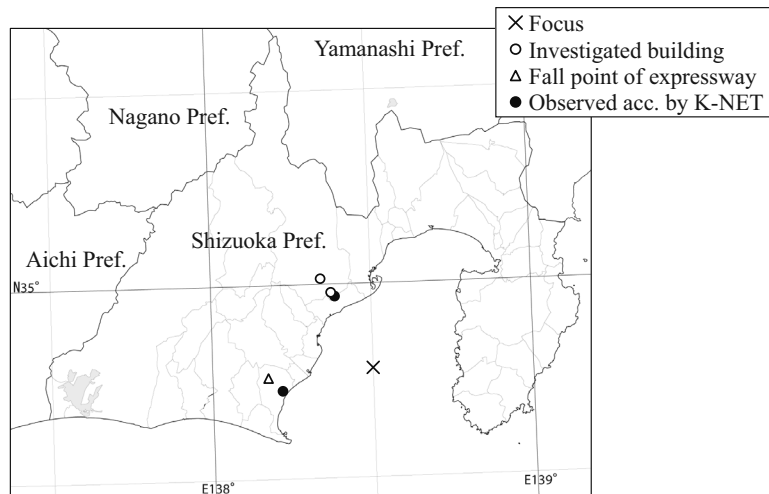 Focus
Investigated building
Fall point of expressway
Observed acc. by K-NET
Yamanashi Pref.
Nagano Pref.
Shizuoka Pref.
Aichi Pref.
N35°
E138°
E139°